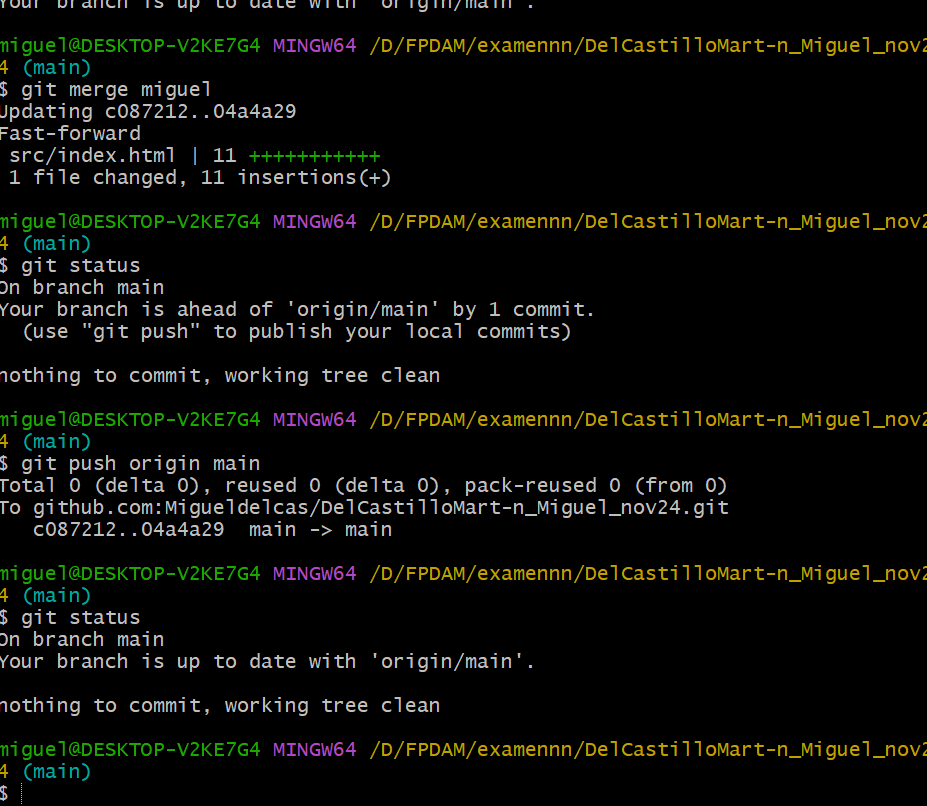 Your branch is up to date with 'origin/main'.
miguel@DESKTOP-V2KE7G4 MINGW64 /D/FPDAM/examennn/DelCastilloMart-n_Miguel_nov2
4 (main)
$ git merge miguel
Updating c087212..04a4a29
Fast-forward
 src/index.html | 11 +++++++++++
 1 file changed, 11 insertions(+)
miguel@DESKTOP-V2KE7G4 MINGW64 /D/FPDAM/examennn/DelCastilloMart-n_Miguel_nov2
4 (main)
$ git status
On branch main
Your branch is ahead of 'origin/main' by 1 commit.
  (use "git push" to publish your local commits)
nothing to commit, working tree clean
miguel@DESKTOP-V2KE7G4 MINGW64 /D/FPDAM/examennn/DelCastilloMart-n_Miguel_nov2
4 (main)
$ git push origin main
Total 0 (delta 0), reused 0 (delta 0), pack-reused 0 (from 0)
To github.com:Migueldelcas/DelCastilloMart-n_Miguel_nov24.git
   c087212..04a4a29  main -> main
miguel@DESKTOP-V2KE7G4 MINGW64 /D/FPDAM/examennn/DelCastilloMart-n_Miguel_nov2
4 (main)
$ git status
On branch main
Your branch is up to date with 'origin/main'.
nothing to commit, working tree clean
miguel@DESKTOP-V2KE7G4 MINGW64 /D/FPDAM/examennn/DelCastilloMart-n_Miguel_nov2
4 (main)
$